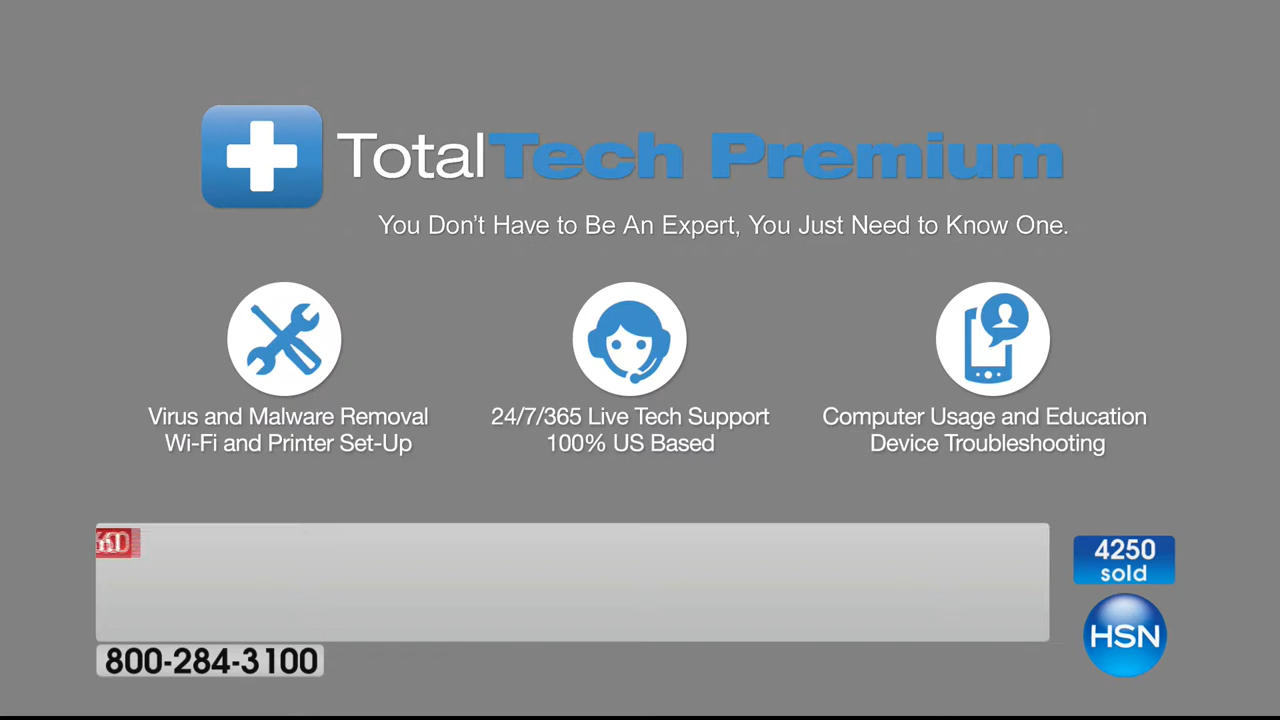 TotalTech Premium
You Don't Have to Be An Expert, You Just Need to Know One.
Virus and Malware Removal
Wi-Fi and Printer Set-Up
24/7/365 Live Tech Support
100% US Based
Computer Usage and Education
Device Troubleshooting
4250
sold
HSN
800-284-3100